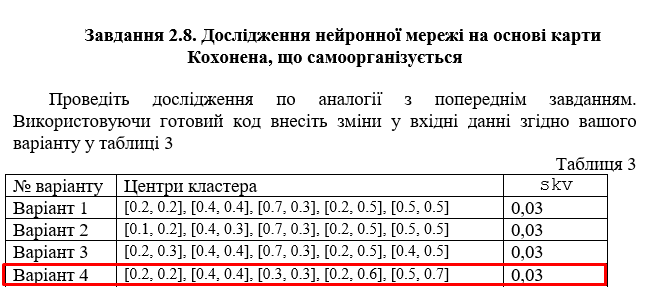 Завдання 2.8. Дослідження нейронної мережі на основі карти
Кохонена, що самоорганізується
Проведіть дослідження по аналогії з попереднім завданням.
Використовуючи готовий код внесіть зміни у вхідні данні згідно вашого
варіанту у таблиці 3
Таблиця 3
№ варіанту Центри кластера skv
Варіант 1 [0.2, 0.2], [0.4, 0.4], [0.7, 0.3], [0.2, 0.5], [0.5, 0.5] 0,03
Варіант 2 [0.1, 0.2], [0.4, 0.3], [0.7, 0.3], [0.2, 0.5], [0.5, 0.5] 0,03
Варіант 3 [0.2, 0.3], [0.4, 0.4], [0.7, 0.3], [0.2, 0.5], [0.4, 0.5] 0,03
Варіант 4 [0.2, 0.2], [0.4, 0.4], [0.3, 0.3], [0.2, 0.6], [0.5, 0.7] 0,03